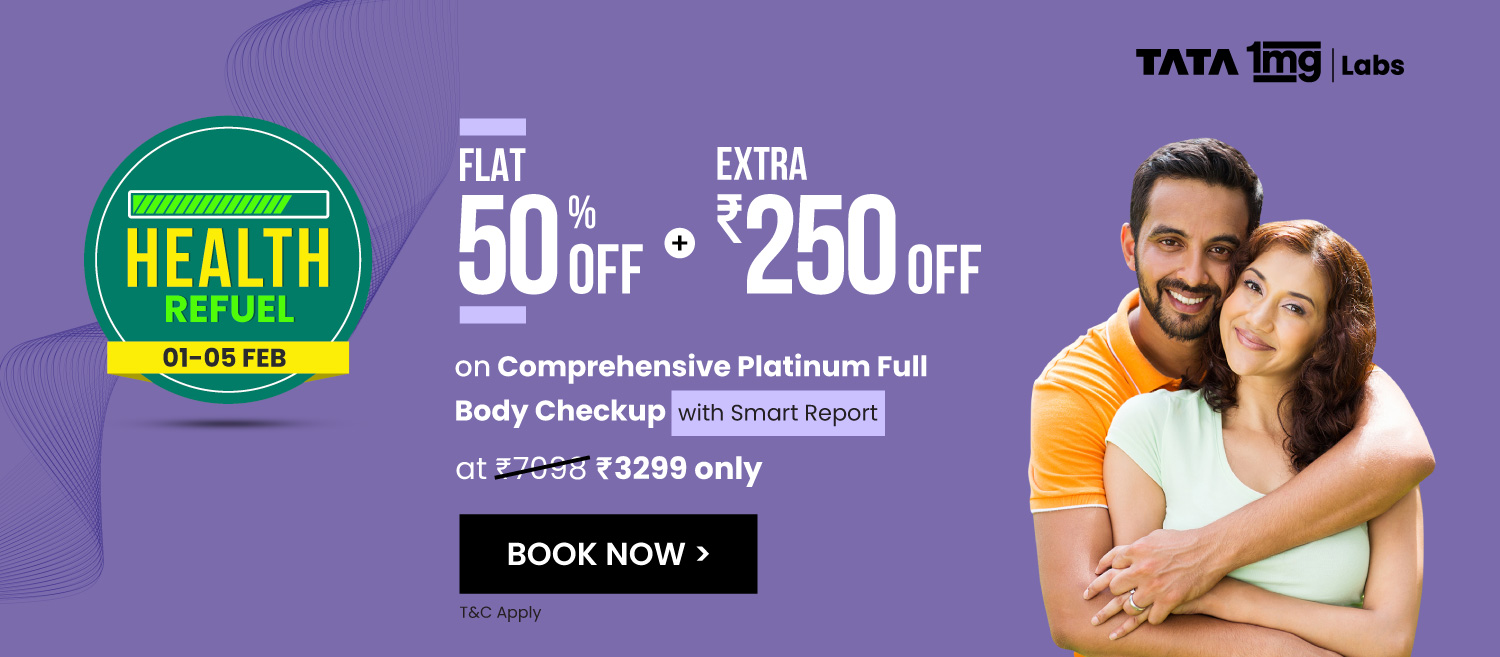 TATA 1mg | Labs
HEALTH
REFUEL
01-05 FEB
FLAT
50% OFF
+
EXTRA
₹250 OFF
on Comprehensive Platinum Full
Body Checkup with Smart Report
at ₹7098 ₹3299 only
BOOK NOW >
T&C Apply